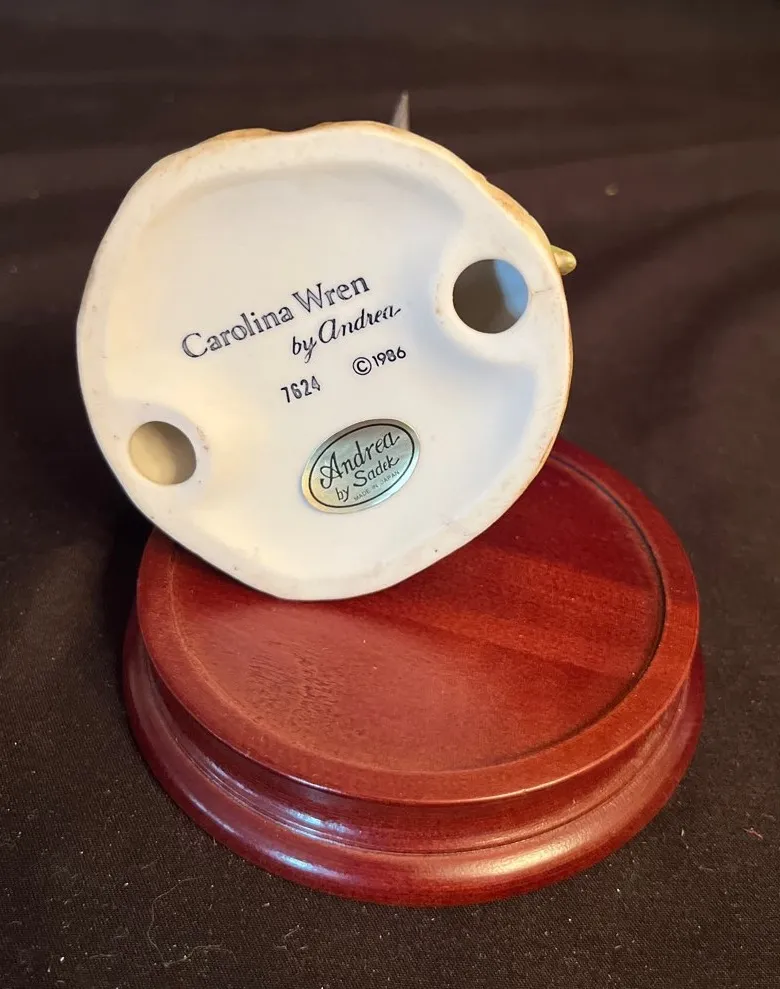 Carolina Wren
by Andrea
7624 ©1986
Andrea
by Sadek
MADE IN JAPAN